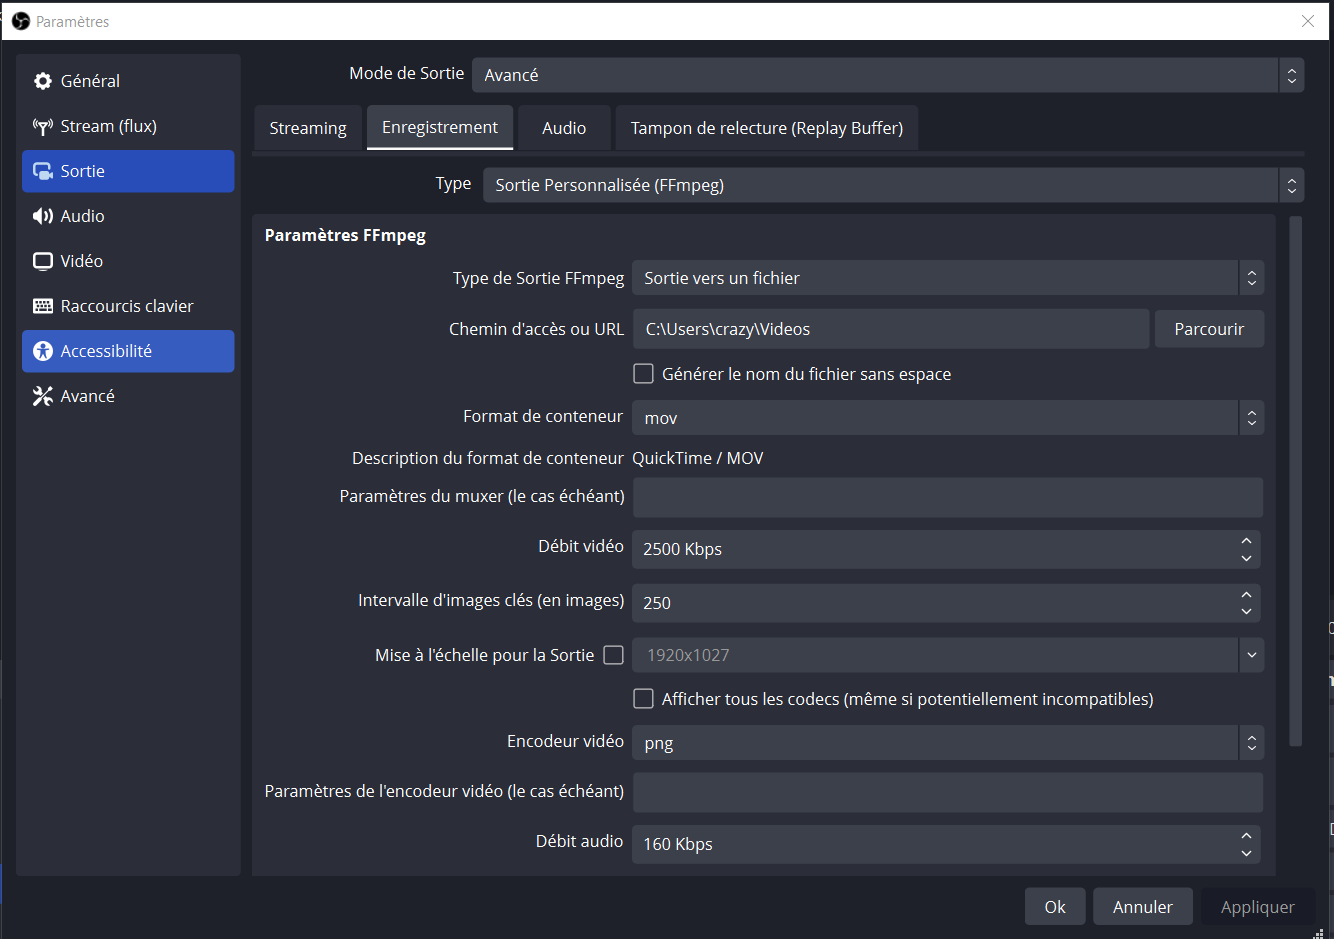 Paramètres
Général
Stream (flux)
Sortie
Audio
Vidéo
Raccourcis clavier
Accessibilité
Avancé
Mode de Sortie Avancé
Streaming Enregistrement Audio Tampon de relecture (Replay Buffer)
Type Sortie Personnalisée (FFmpeg)
Paramètres FFmpeg
Type de Sortie FFmpeg Sortie vers un fichier
Chemin d'accès ou URL C:\Users\crazy\Videos Parcourir
Générer le nom du fichier sans espace
Format de conteneur mov
Description du format de conteneur QuickTime / MOV
Paramètres du muxer (le cas échéant)
Débit vidéo 2500 Kbps
Intervalle d'images clés (en images) 250
Mise à l'échelle pour la Sortie 1920x1027
Afficher tous les codecs (même si potentiellement incompatibles)
Encodeur vidéo png
Paramètres de l'encodeur vidéo (le cas échéant)
Débit audio 160 Kbps
Ok Annuler Appliquer